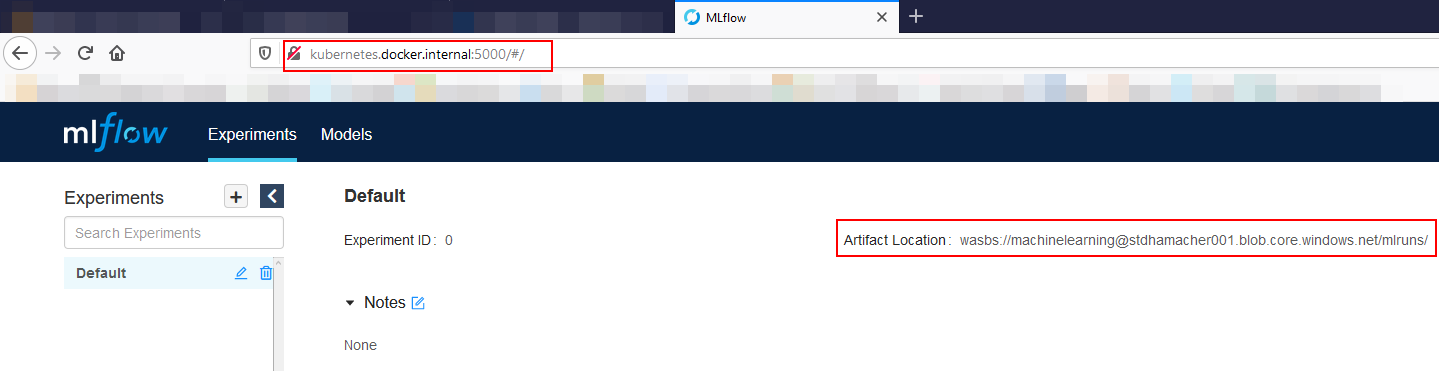 MLflow
kubernetes.docker.internal:5000/#/
mlflow Experiments Models
Experiments
Search Experiments
Default
Default
Experiment ID: 0
Artifact Location: wasbs://machinelearning@stdhamacher001.blob.core.windows.net/mlruns/
Notes
None